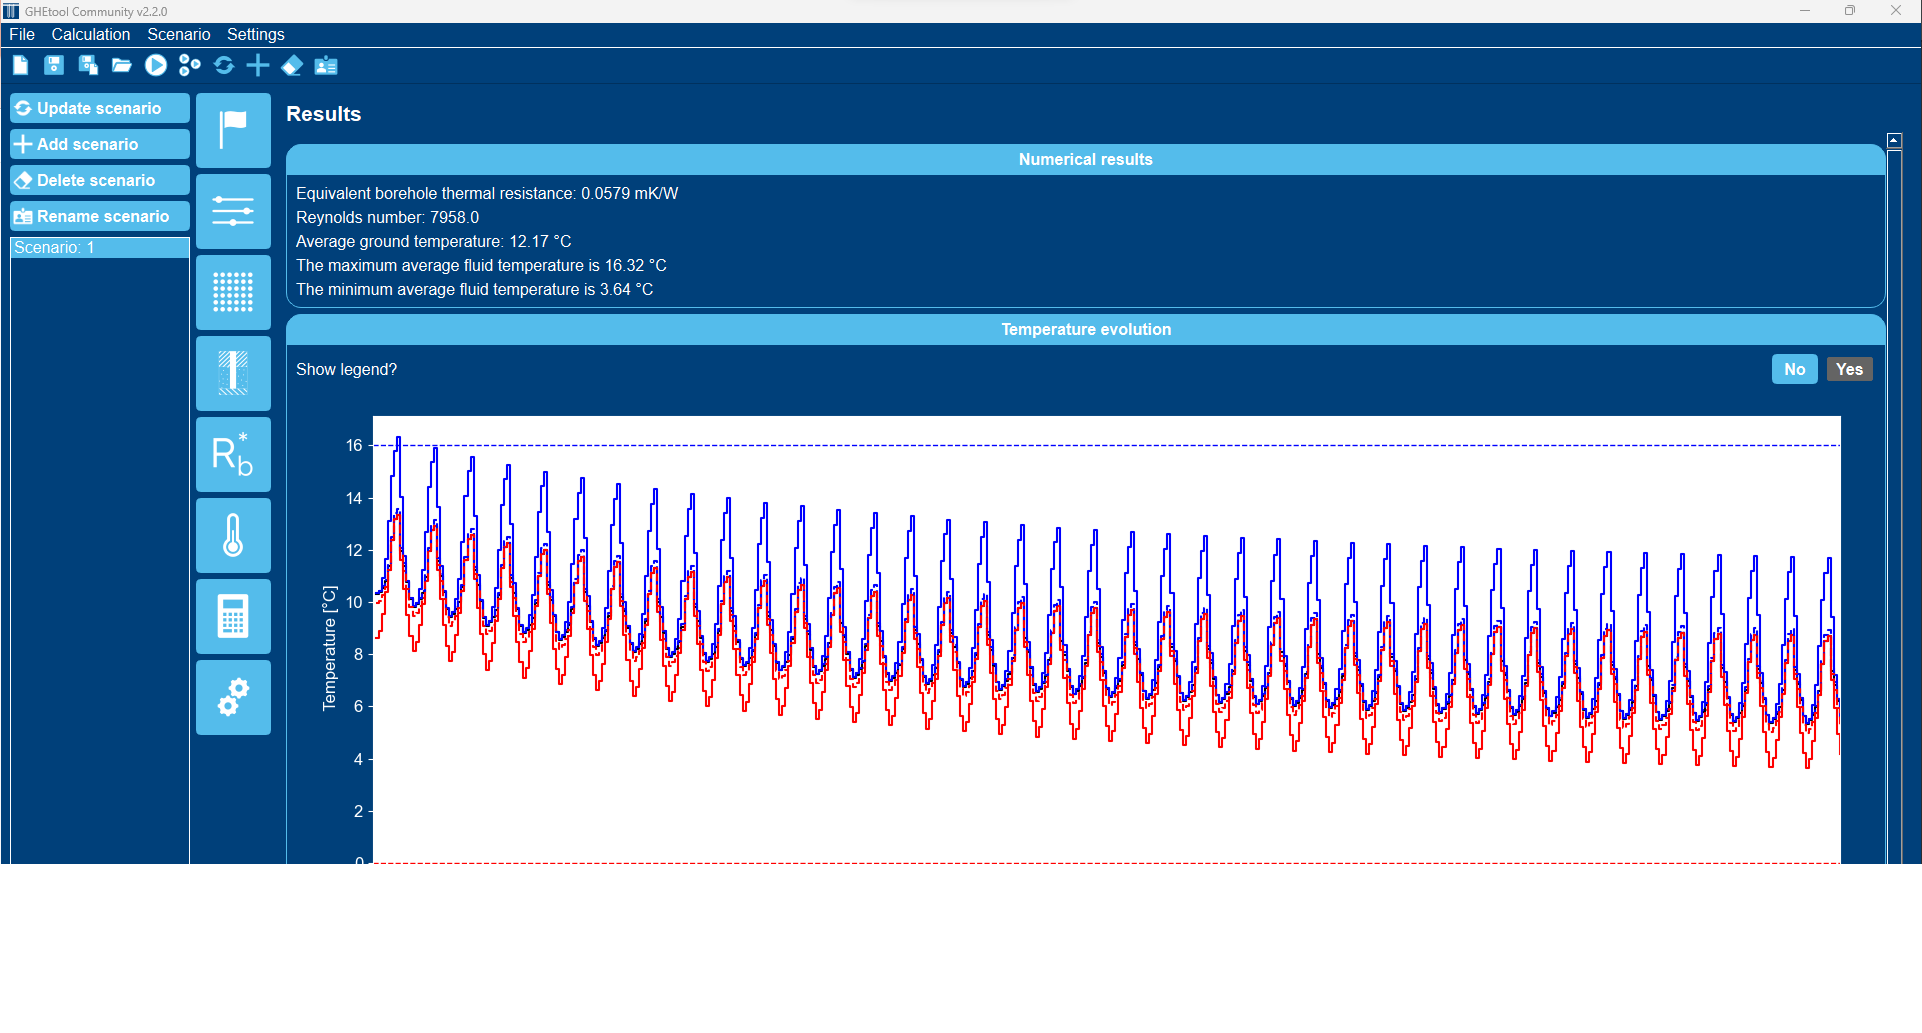 GHEtool Community v2.2.0
File Calculation Scenario Settings
Update scenario
Add scenario
Delete scenario
Rename scenario
Scenario: 1
R*b
Results
Numerical results
Equivalent borehole thermal resistance: 0.0579 mK/W
Reynolds number: 7958.0
Average ground temperature: 12.17 °C
The maximum average fluid temperature is 16.32 °C
The minimum average fluid temperature is 3.64 °C
Temperature evolution
Show legend? No Yes
Temperature [°C]
16
14
12
10
8
6
4
2
0